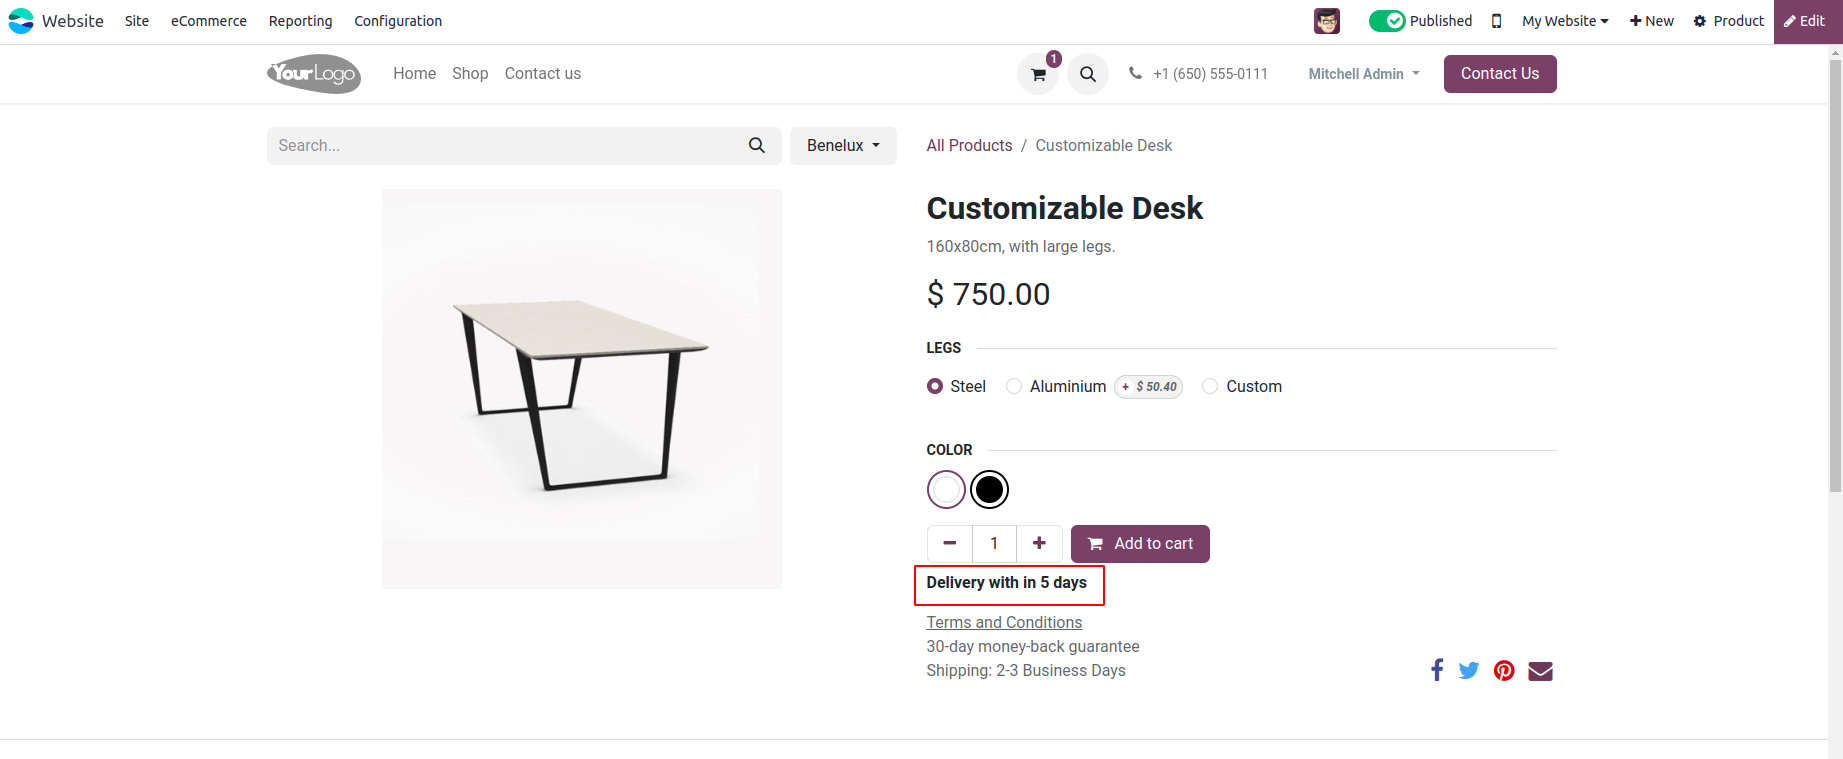 Website Site eCommerce Reporting Configuration Published My Website + New Product Edit
YourLogo Home Shop Contact us 1 +1 (650) 555-0111 Mitchell Admin Contact Us
Search... Benelux All Products / Customizable Desk
Customizable Desk
160x80cm, with large legs.
$ 750.00
LEGS
Steel Aluminium + $ 50.40 Custom
COLOR
1 Add to cart
Delivery with in 5 days
Terms and Conditions
30-day money-back guarantee
Shipping: 2-3 Business Days